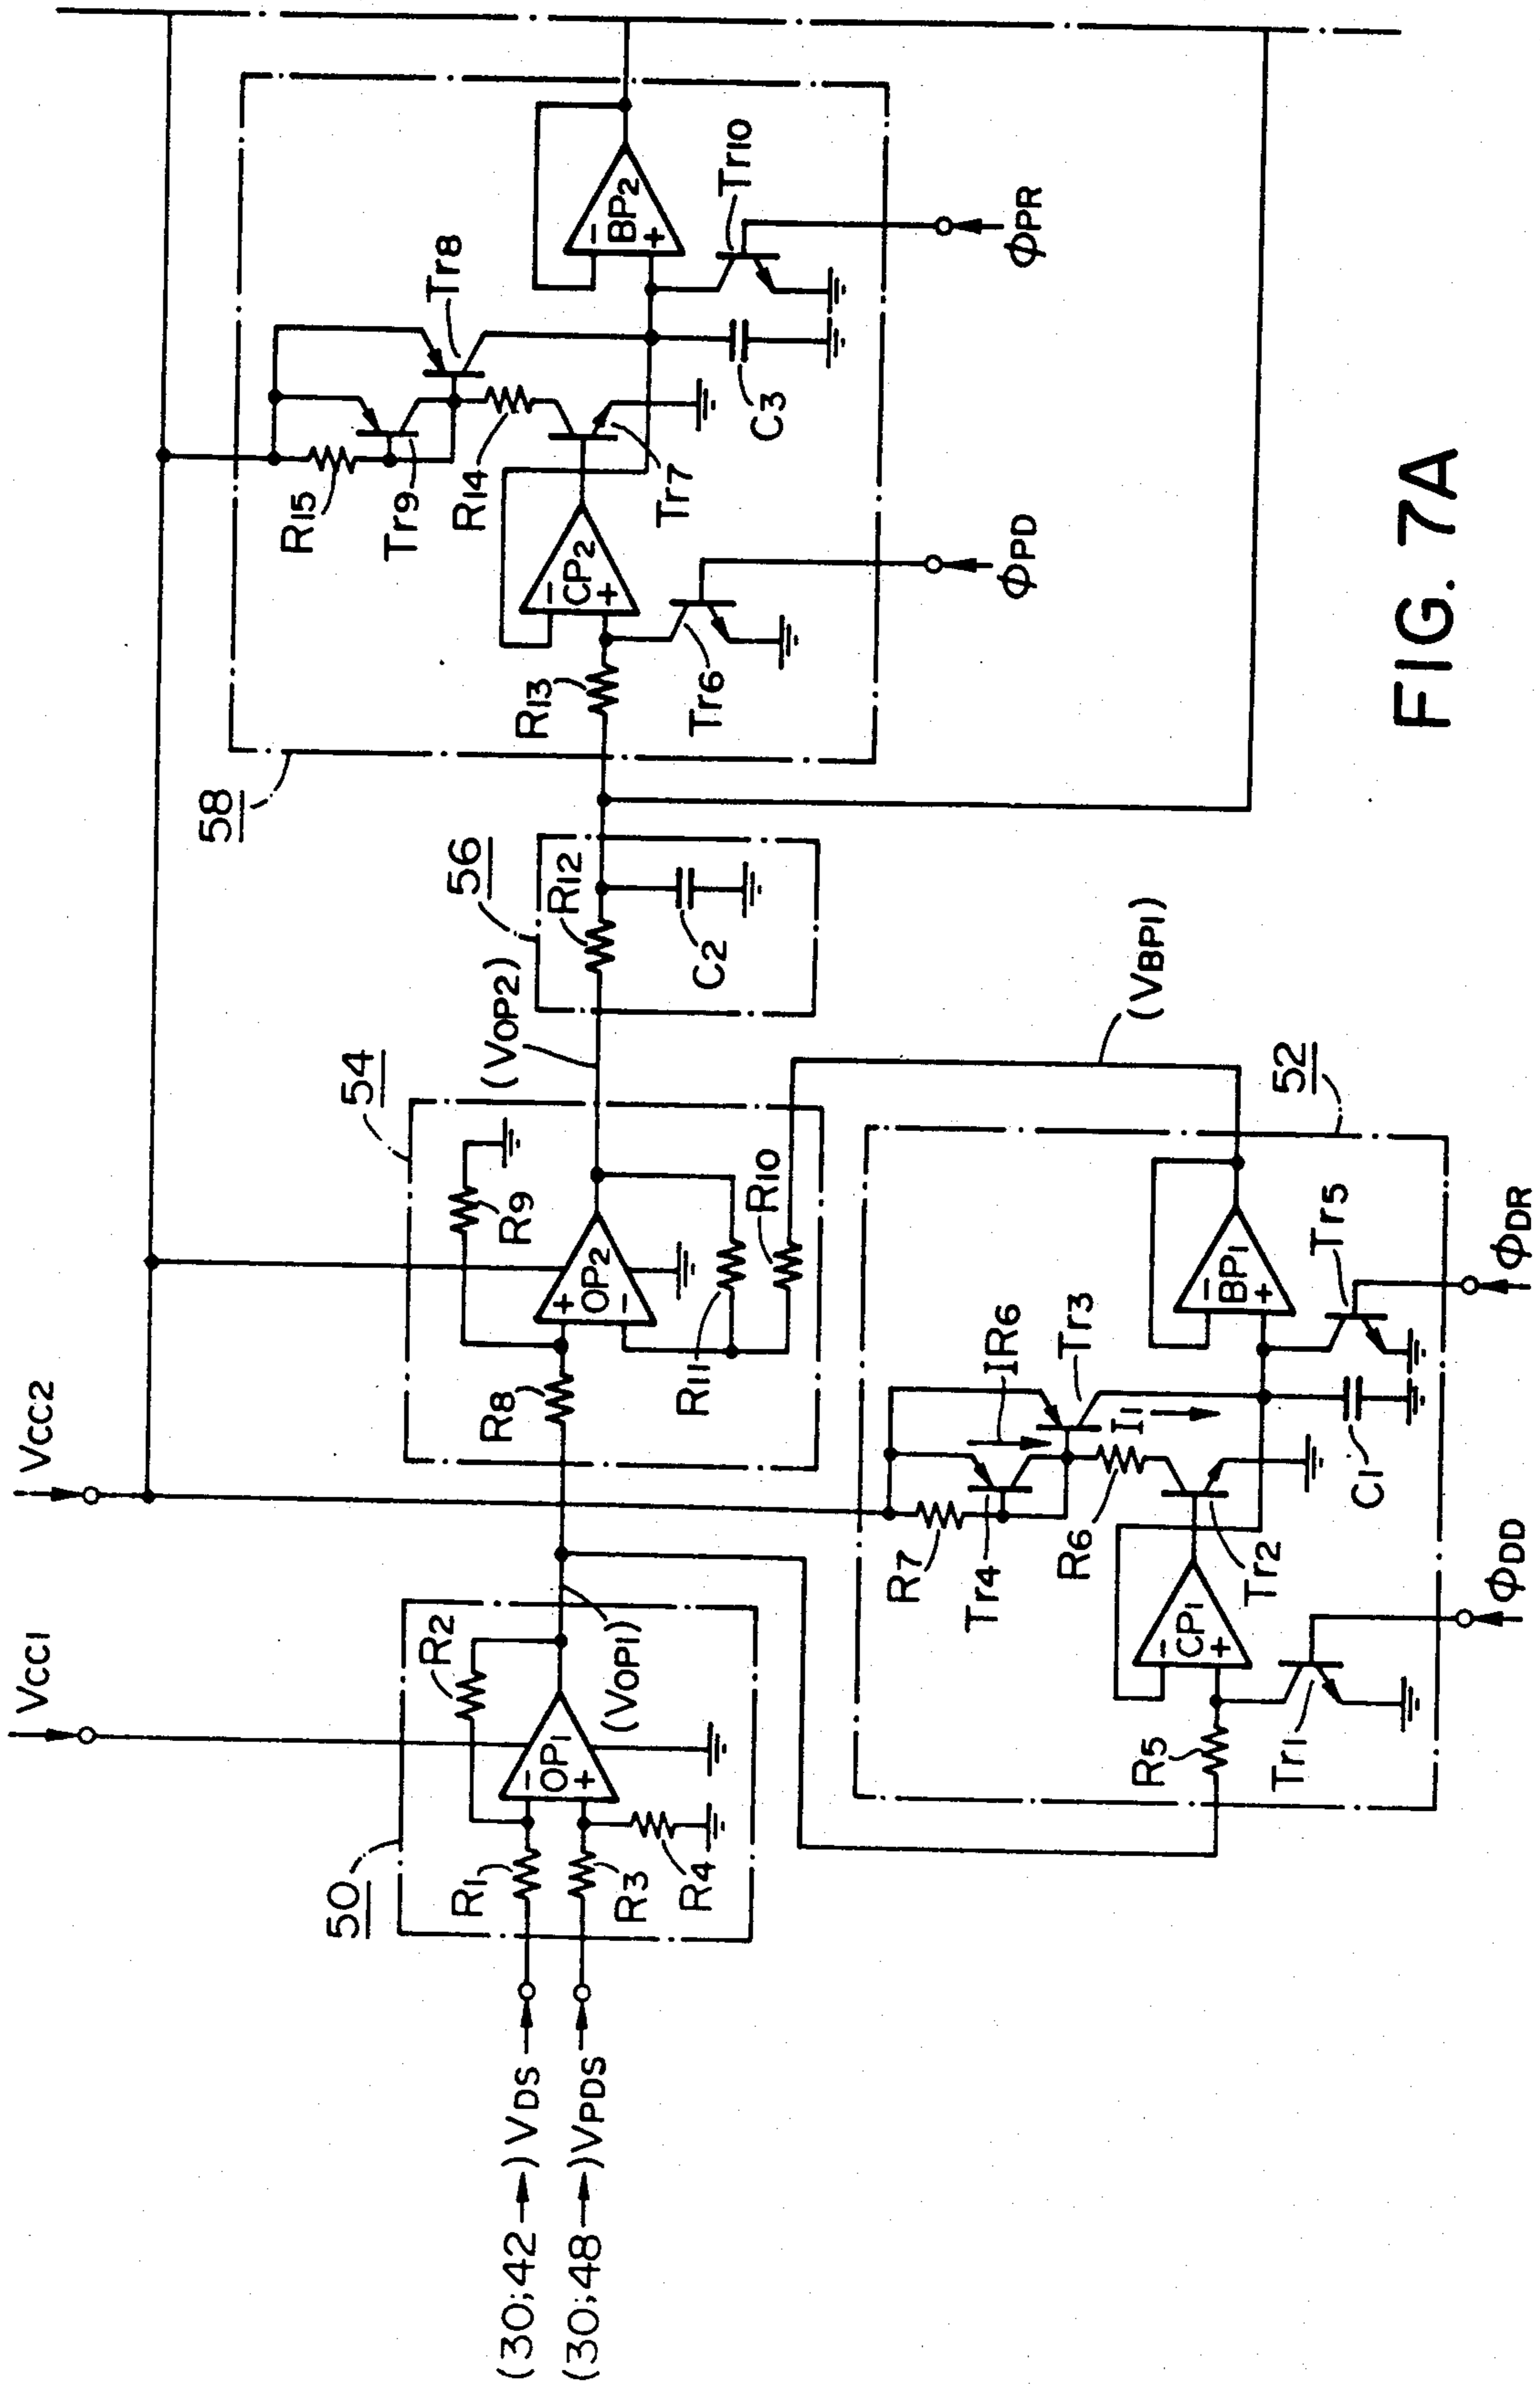 VCC1
VCC2
50
R1
R2
R3
R4
−
OP1
+
(VOP1)
(30;42→) VDS
(30;48→) VPDS
54
R8
R9
+
OP2
−
R11
R10
(VOP2)
56
R12
C2
58
R13
R15
Tr9
R14
Tr8
−
CP2
+
Tr7
Tr6
C3
−
BP2
+
Tr10
ΦPD
ΦPR
(VBP1)
52
R5
R7
Tr4
R6
IR6
Tr3
I1
−
CP1
+
Tr2
Tr1
C1
−
BP1
+
Tr5
ΦDD
ΦDR
FIG. 7A